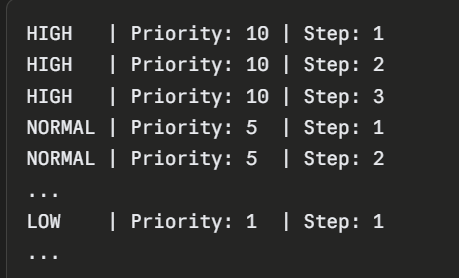 HIGH   | Priority: 10 | Step: 1
HIGH   | Priority: 10 | Step: 2
HIGH   | Priority: 10 | Step: 3
NORMAL | Priority: 5  | Step: 1
NORMAL | Priority: 5  | Step: 2
...
LOW    | Priority: 1  | Step: 1
...